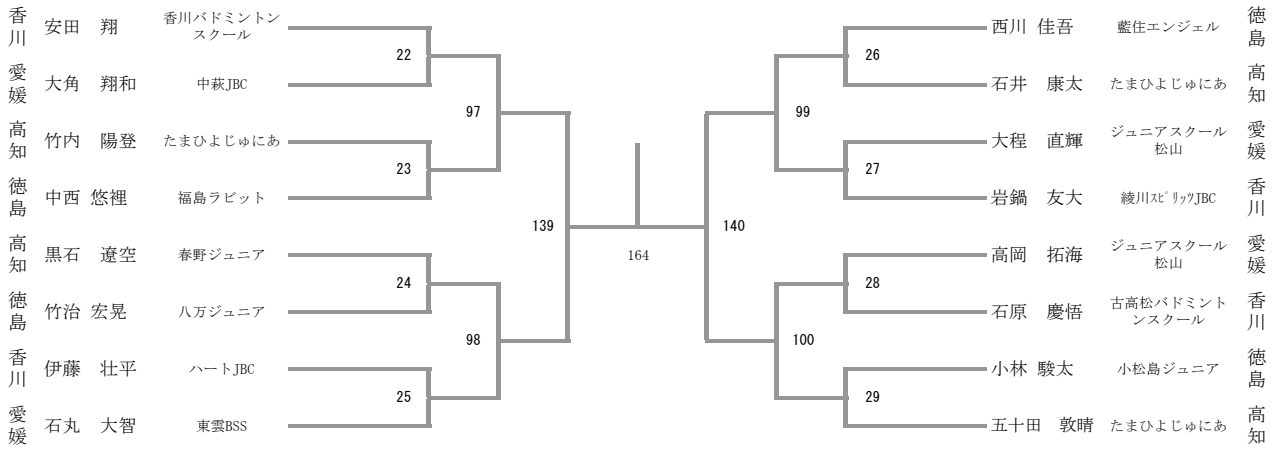 香川 安田　翔 香川バドミントン
スクール
22
愛媛 大角　翔和 中萩JBC
97
高知 竹内　陽登 たまひよじゅにあ
23
徳島 中西 悠裡 福島ラビット
139
高知 黒石　遼空 春野ジュニア
24
徳島 竹治 宏晃 八万ジュニア
98
香川 伊藤　壮平 ハートJBC
25
愛媛 石丸　大智 東雲BSS
164
西川 佳吾 藍住エンジェル 徳島
26
石井　康太 たまひよじゅにあ 高知
99
大程　直輝 ジュニアスクール
松山 愛媛
27
岩鍋　友大 綾川ｽﾋﾟﾘｯﾂJBC 香川
140
高岡　拓海 ジュニアスクール
松山 愛媛
28
石原　慶悟 古高松バドミント
ンスクール 香川
100
小林 駿太 小松島ジュニア 徳島
29
五十田　敦晴 たまひよじゅにあ 高知